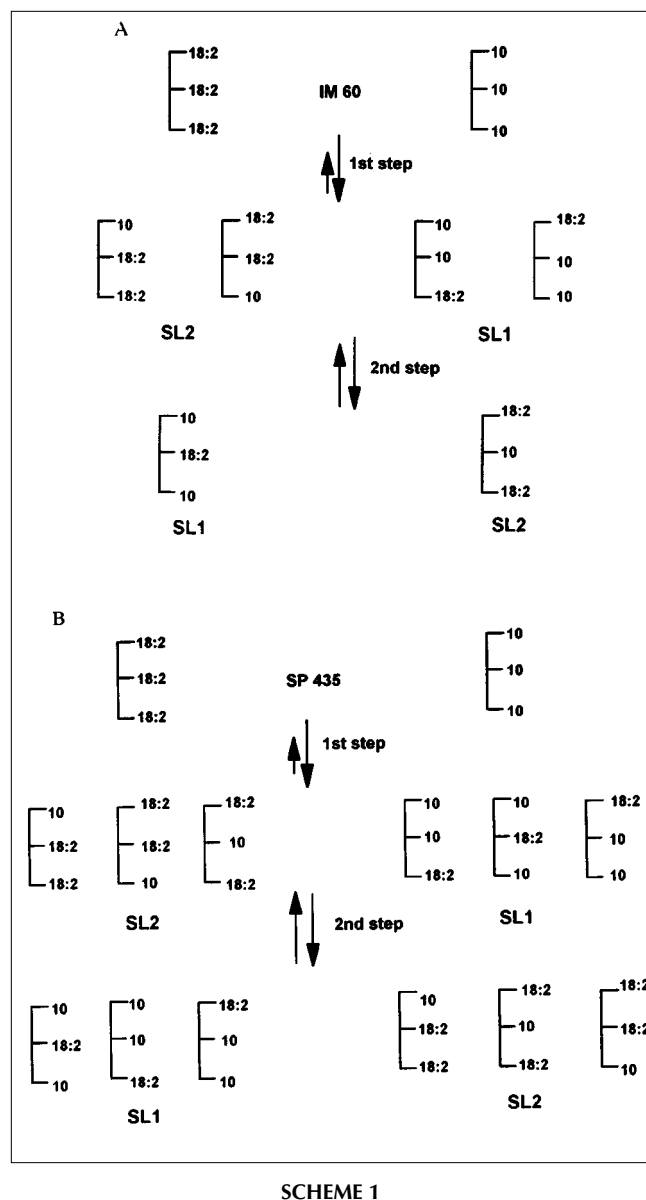 A
18:2 10
18:2 IM 60 10
18:2 10
1st step
10 18:2 10 18:2
18:2 18:2 10 10
18:2 10 18:2 10
SL2 SL1
2nd step
10 18:2
18:2 10
10 18:2
SL1 SL2
B
18:2 10
18:2 SP 435 10
18:2 10
1st step
10 18:2 18:2 10 10 18:2
18:2 18:2 10 10 18:2 10
18:2 10 18:2 18:2 10 10
SL2 SL1
2nd step
10 10 18:2 10 18:2 18:2
18:2 10 10 18:2 10 18:2
10 18:2 10 18:2 18:2 10
SL1 SL2
SCHEME 1